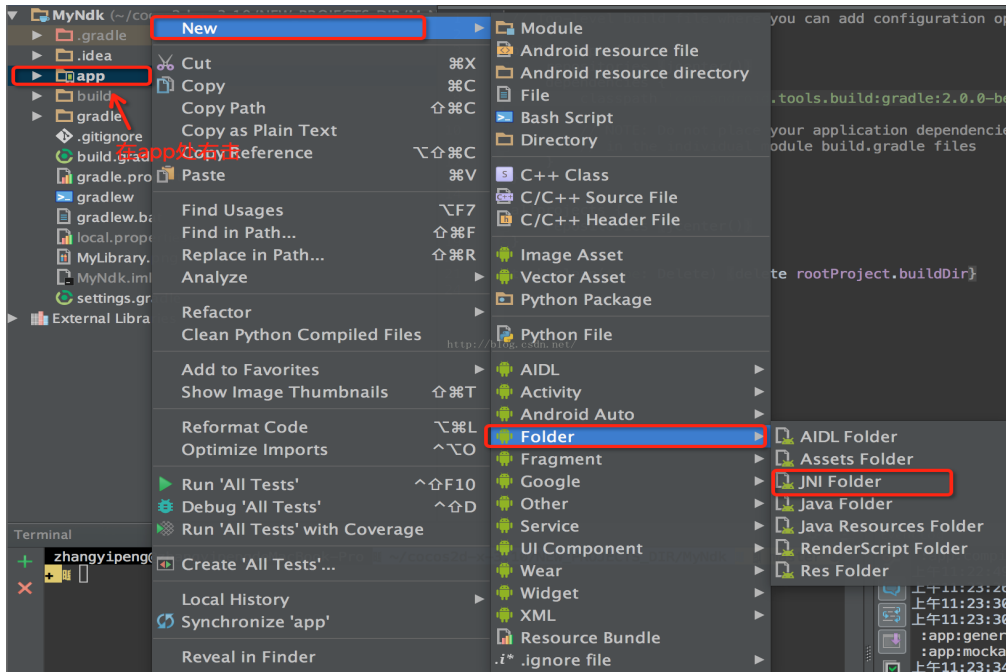 MyNdk
.gradle
.idea
app
build
gradle
.gitignore
build.grad
gradle.pro
gradlew
gradlew.ba
local.prope
MyLibrary.
MyNdk.iml
settings.gr
External Libra
在app处右击
New
Cut ⌘X
Copy ⌘C
Copy Path ⇧⌘C
Copy as Plain Text
Copy Reference ⌥⇧⌘C
Paste ⌘V
Find Usages ⌥F7
Find in Path... ⇧⌘F
Replace in Path... ⇧⌘R
Analyze
Refactor
Clean Python Compiled Files
Add to Favorites
Show Image Thumbnails ⇧⌘T
Reformat Code ⌥⌘L
Optimize Imports ^⌥O
Run 'All Tests' ^⇧F10
Debug 'All Tests' ^⇧D
Run 'All Tests' with Coverage
Create 'All Tests'...
Local History
Synchronize 'app'
Reveal in Finder
Module
Android resource file
Android resource directory
File
Bash Script
Directory
C++ Class
C/C++ Source File
C/C++ Header File
Image Asset
Vector Asset
Python Package
Python File
http://blog.csdn.net/
AIDL
Activity
Android Auto
Folder
Fragment
Google
Other
Service
UI Component
Wear
Widget
XML
Resource Bundle
.ignore file
AIDL Folder
Assets Folder
JNI Folder
Java Folder
Java Resources Folder
RenderScript Folder
Res Folder
you can add configuration op
.tools.build:gradle:2.0.0-be
your application dependencie
odule build.gradle files
te rootProject.buildDir}
Terminal
zhangyipeng@
上午11:23:30
:app:gener
:app:mocka
上午11:23:30